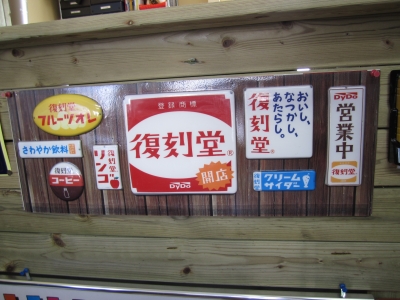 復刻堂
フルーツオレ
さわやか飲料
復刻堂
コーヒー
復刻堂
リンゴ
登録商標
復刻堂®
DyDo
開店
おいし、
なつかし、
あたらし。
復刻堂®
復刻堂
クリーム
サイダー
DyDo
営業中
復刻堂